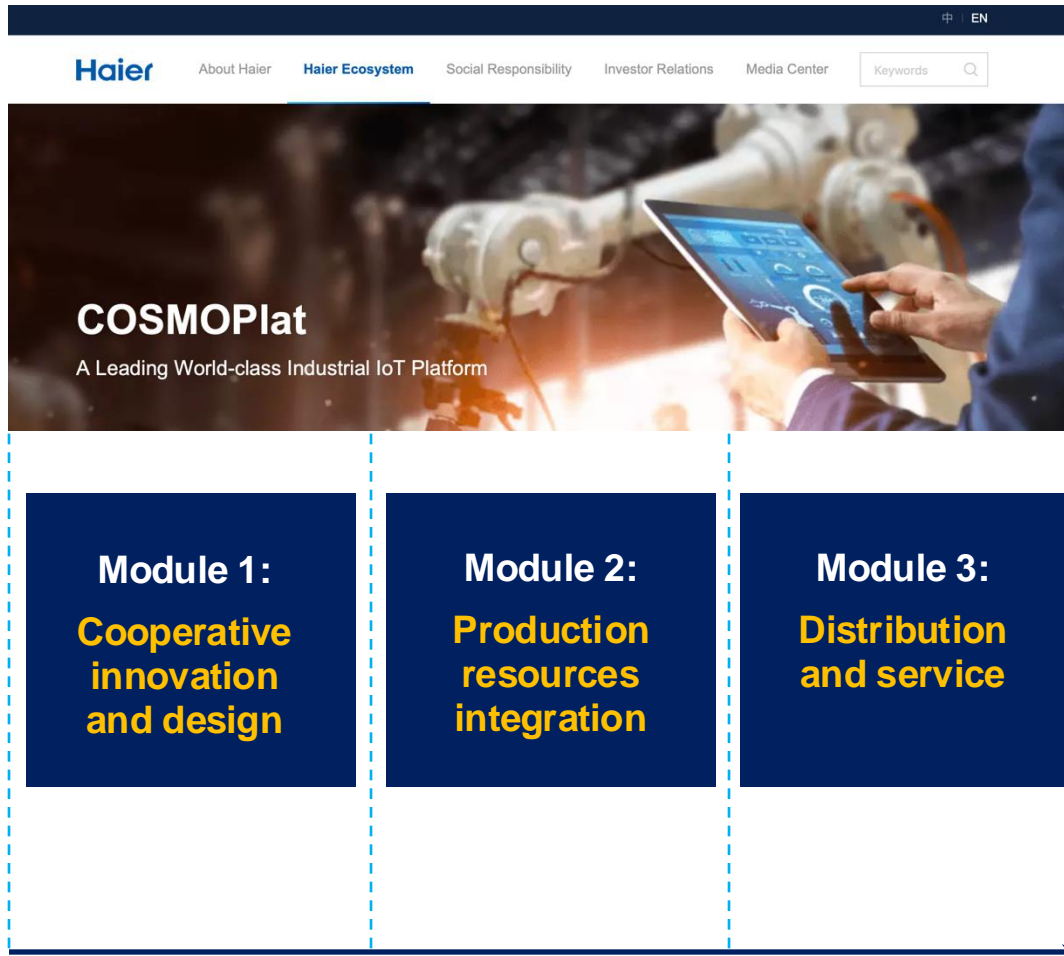 中 | EN
Haier About Haier Haier Ecosystem Social Responsibility Investor Relations Media Center Keywords
COSMOPlat
A Leading World-class Industrial IoT Platform
Module 1:
Cooperative
innovation
and design
Module 2:
Production
resources
integration
Module 3:
Distribution
and service